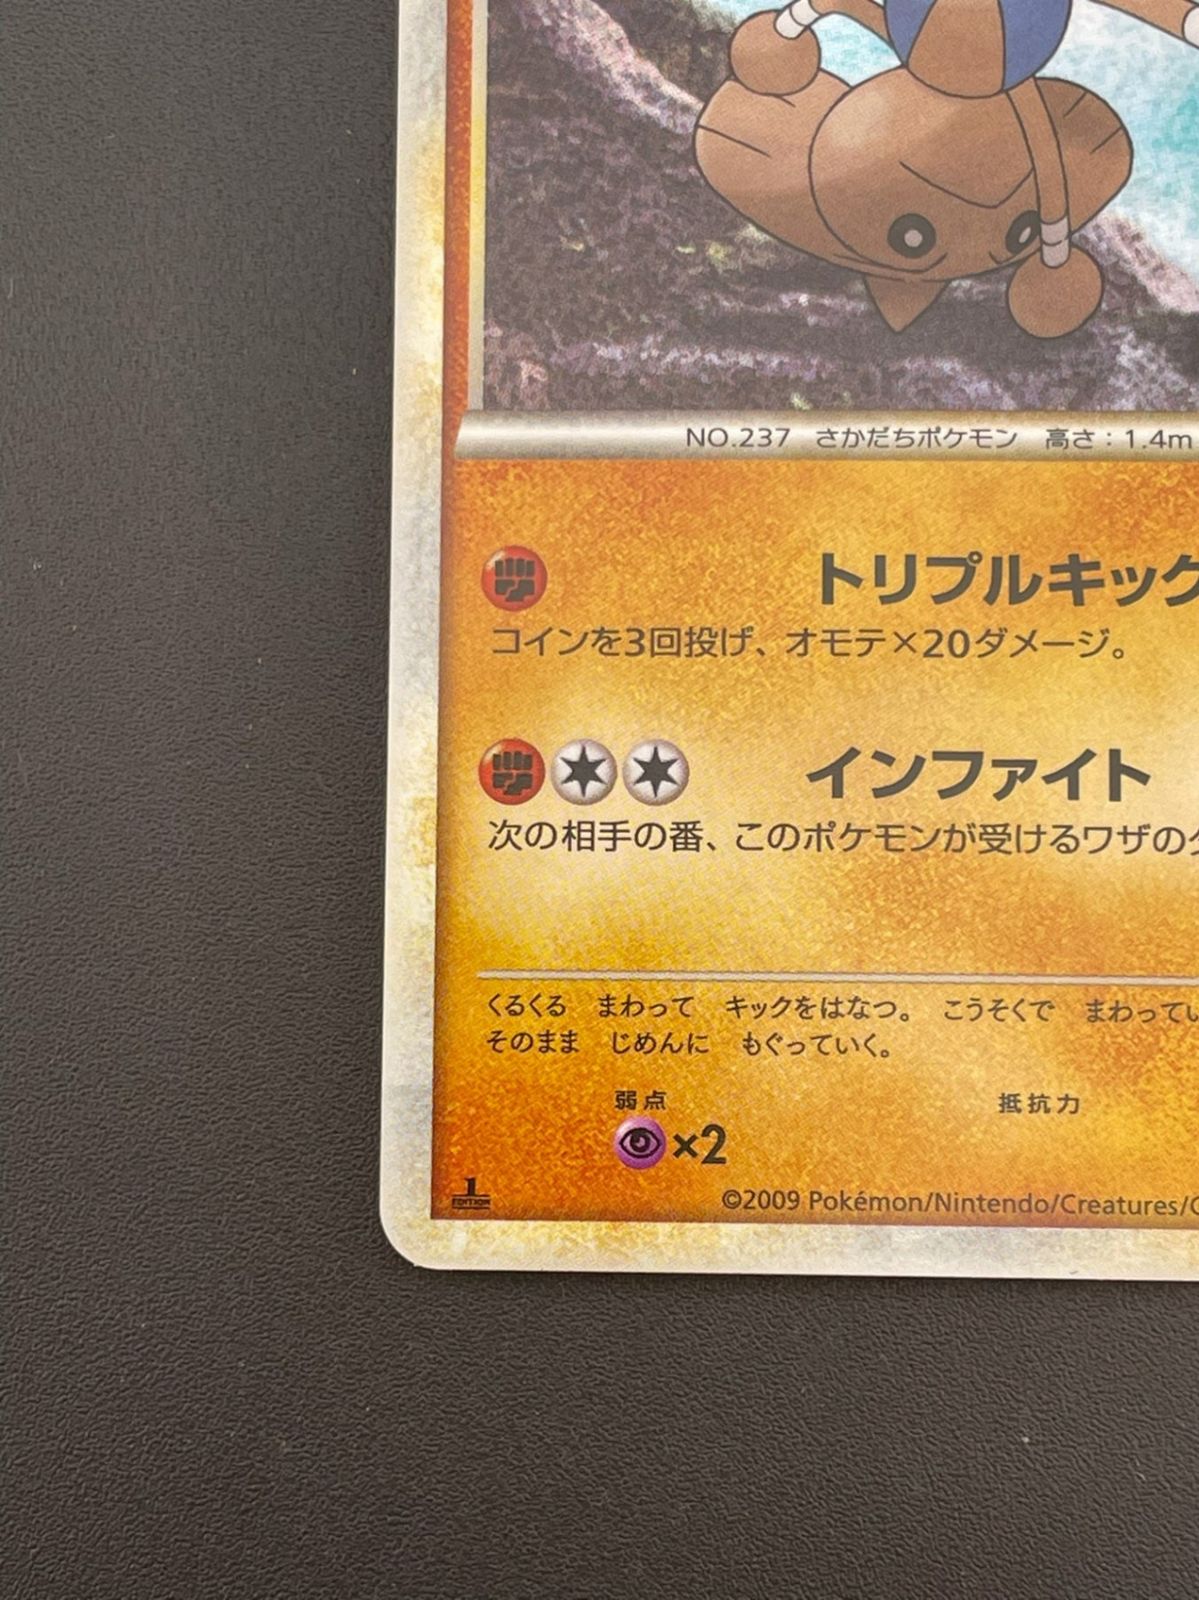 NO.237 さかだちポケモン 高さ：1.4m
トリプルキック
コインを3回投げ、オモテ×20ダメージ。
インファイト
次の相手の番、このポケモンが受けるワザの
くるくる まわって キックをはなつ。 こうそくで まわってい
そのまま じめんに もぐっていく。
弱点 抵抗力
×2
1 EDITION ©2009 Pokémon/Nintendo/Creatures/